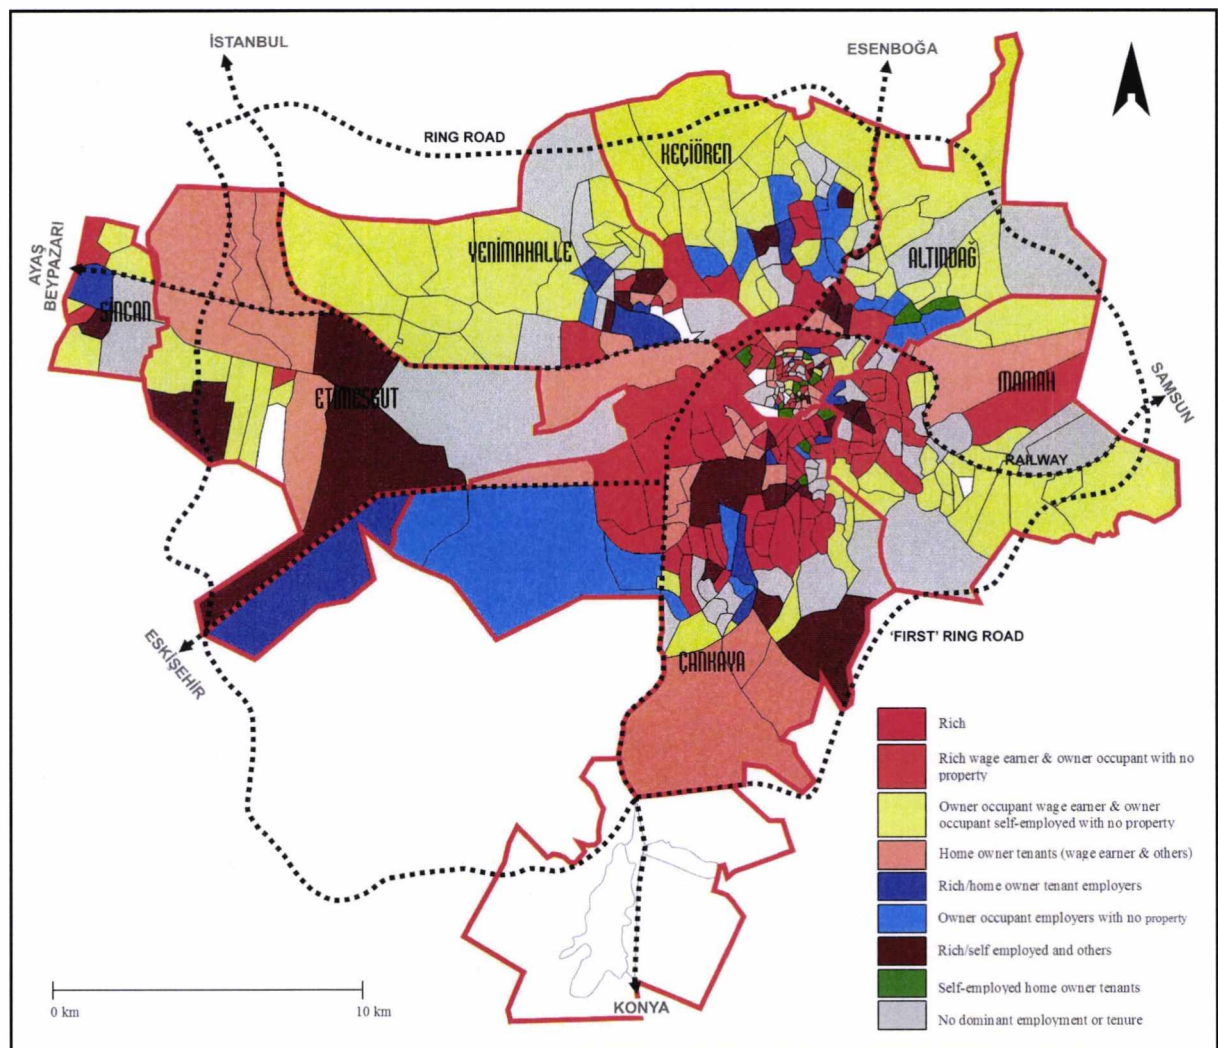 İSTANBUL
ESENBOĞA
RING ROAD
KEÇİÖREN
AYAŞ
BEYPAZARI
YENİMAHALLE
ALTINDAĞ
SİNCAN
ETİMESGUT
MAMAK
SAMSUN
RAILWAY
ESKİŞEHİR
'FIRST' RING ROAD
ÇANKAYA
Rich
Rich wage earner & owner occupant with no
property
Owner occupant wage earner & owner
occupant self-employed with no property
Home owner tenants (wage earner & others)
Rich/home owner tenant employers
Owner occupant employers with no property
Rich/self employed and others
Self-employed home owner tenants
No dominant employment or tenure
0 km
10 km
KONYA